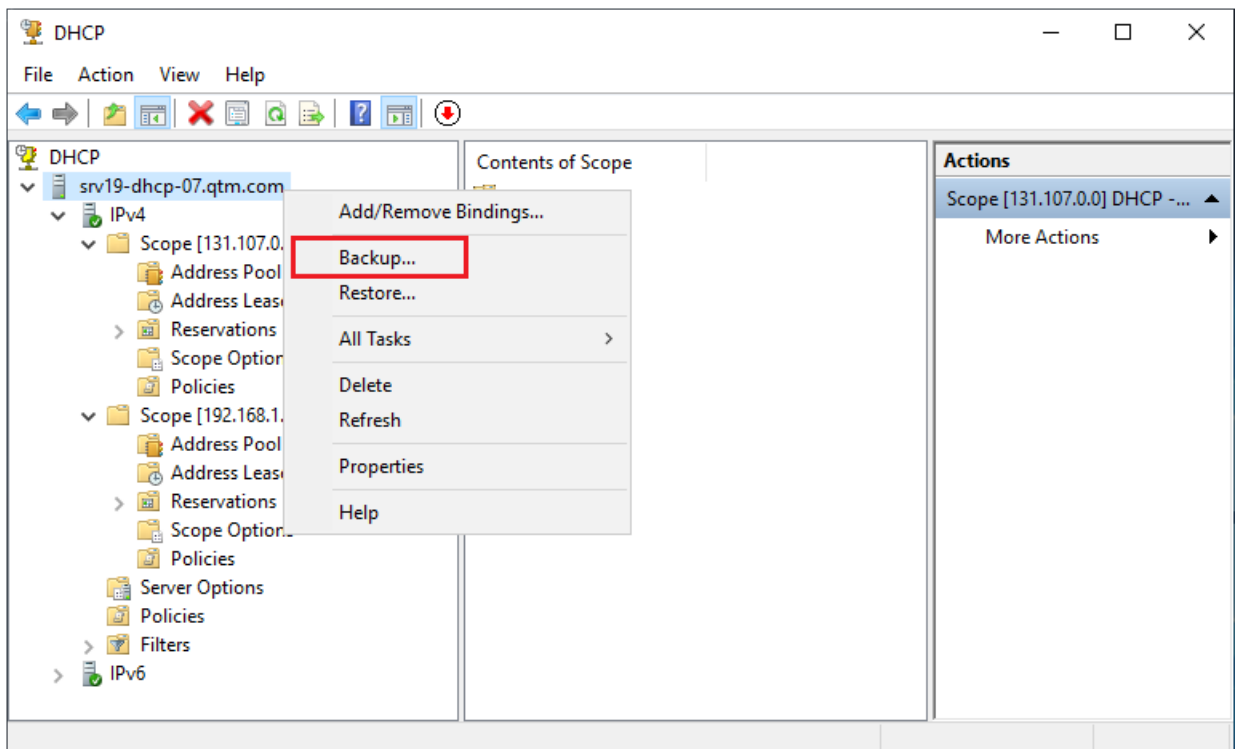 DHCP
File Action View Help
DHCP
srv19-dhcp-07.qtm.com
IPv4
Scope [131.107.0.
Address Pool
Address Leas
Reservations
Scope Option
Policies
Scope [192.168.1.
Address Pool
Address Leas
Reservations
Scope Option
Policies
Server Options
Policies
Filters
IPv6
Add/Remove Bindings...
Backup...
Restore...
All Tasks
Delete
Refresh
Properties
Help
Contents of Scope
Actions
Scope [131.107.0.0] DHCP -...
More Actions